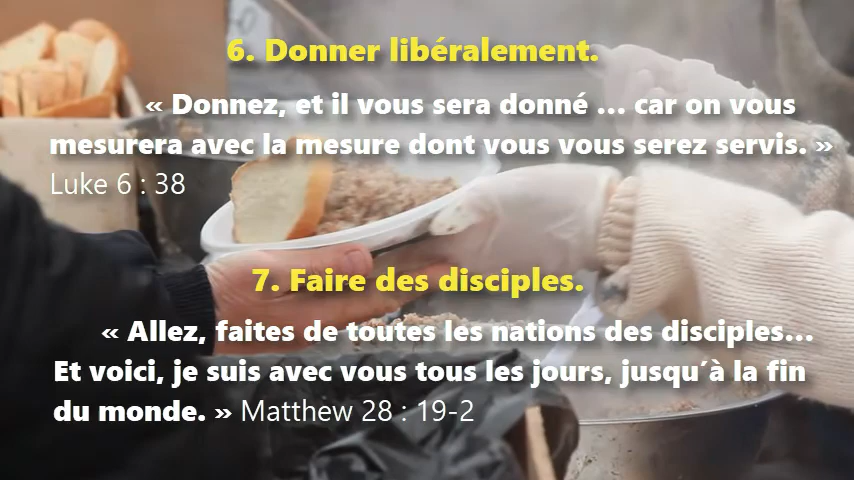 6. Donner libéralement.
« Donnez, et il vous sera donné ... car on vous
mesurera avec la mesure dont vous vous serez servis. »
Luke 6 : 38
7. Faire des disciples.
« Allez, faites de toutes les nations des disciples...
Et voici, je suis avec vous tous les jours, jusqu´à la fin
du monde. » Matthew 28 : 19-2